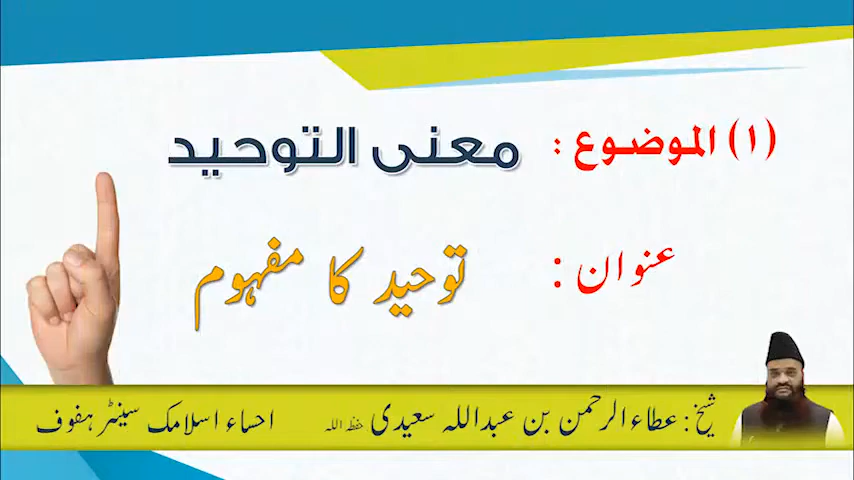 (١) الموضوع : معنى التوحيد
عنوان : توحید کا مفہوم
شیخ : عطاء الرحمن بن عبداللہ سعیدی حفظہ اللہ احساء اسلامک سینٹر ہفوف